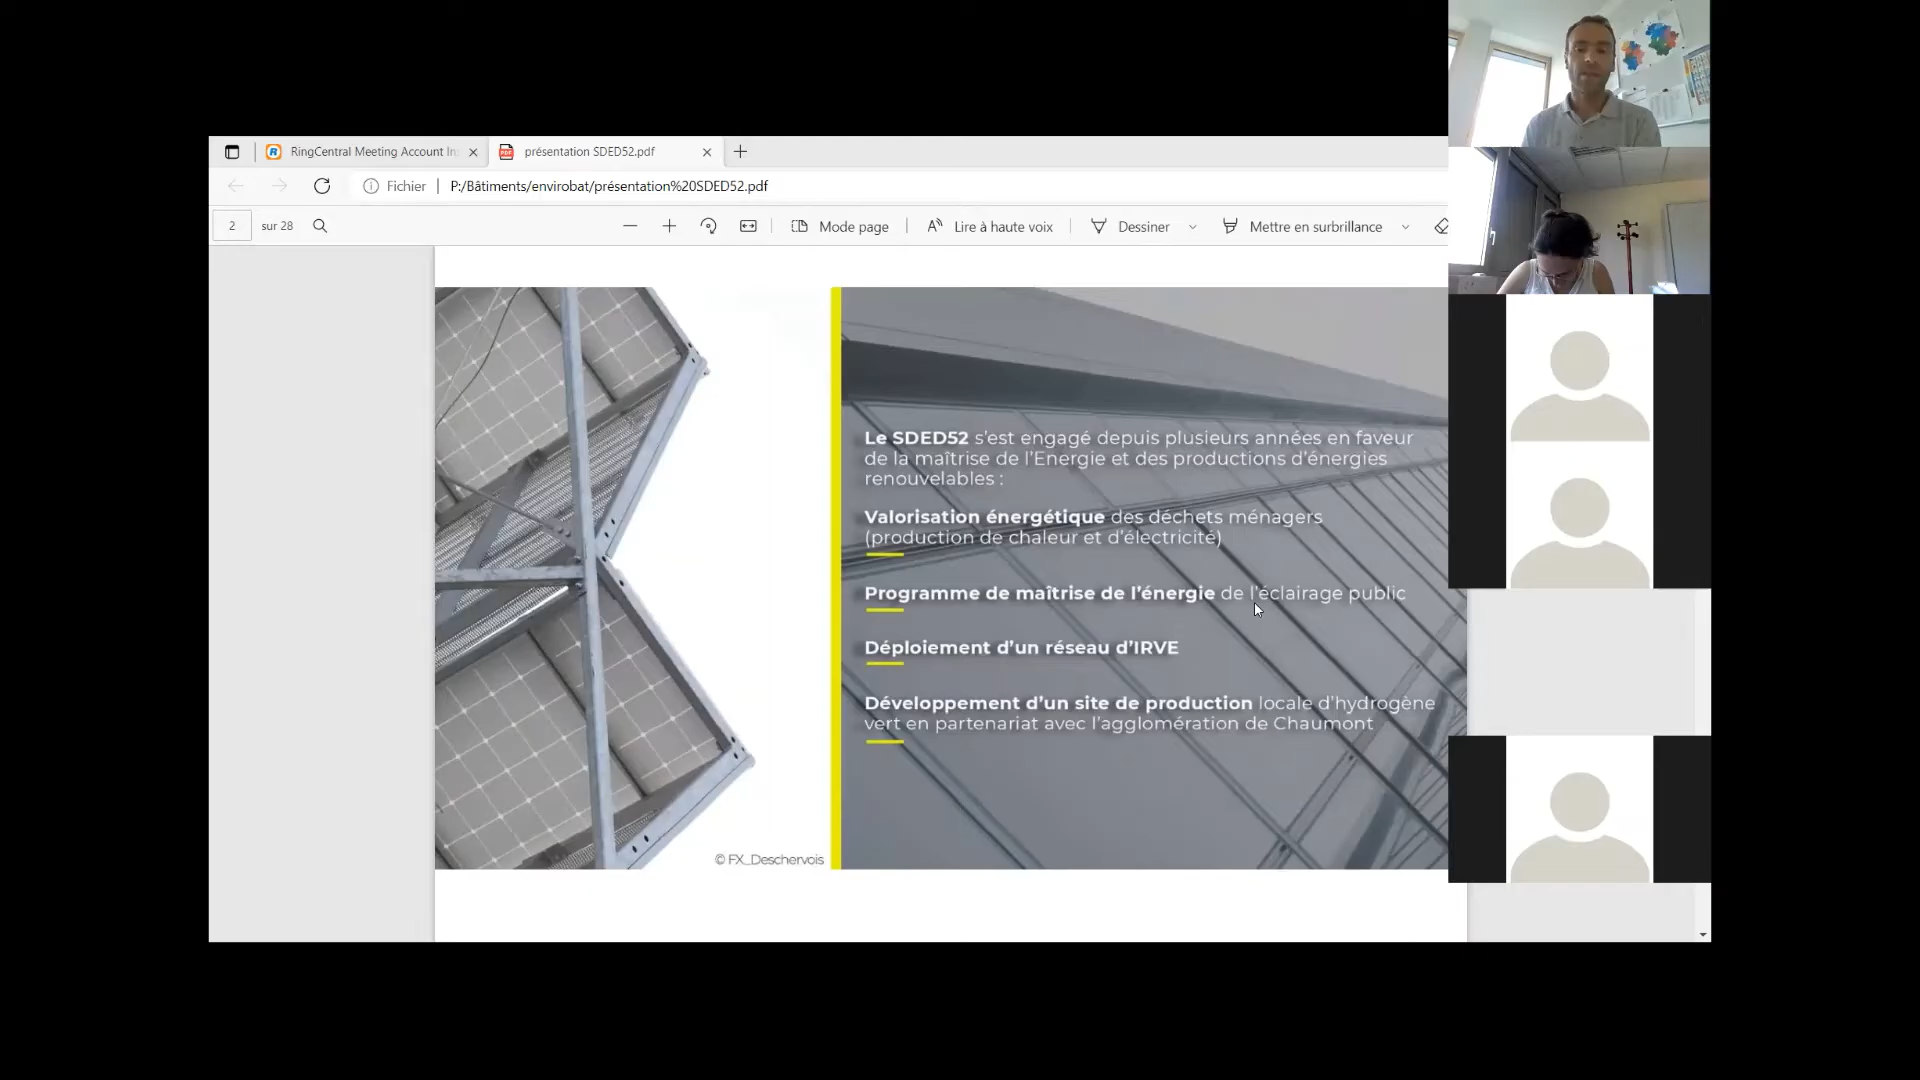 RingCentral Meeting Account In
présentation SDED52.pdf
Fichier
P:/Bâtiments/envirobat/présentation%20SDED52.pdf
2 sur 28
Mode page
Lire à haute voix
Dessiner
Mettre en surbrillance
Le SDED52 s'est engagé depuis plusieurs années en faveur
de la maîtrise de l'Energie et des productions d'énergies
renouvelables :
Valorisation énergétique des déchets ménagers
(production de chaleur et d'électricité)
Programme de maîtrise de l'énergie de l'éclairage public
Déploiement d'un réseau d'IRVE
Développement d'un site de production locale d'hydrogène
vert en partenariat avec l'agglomération de Chaumont
© FX_Deschervois